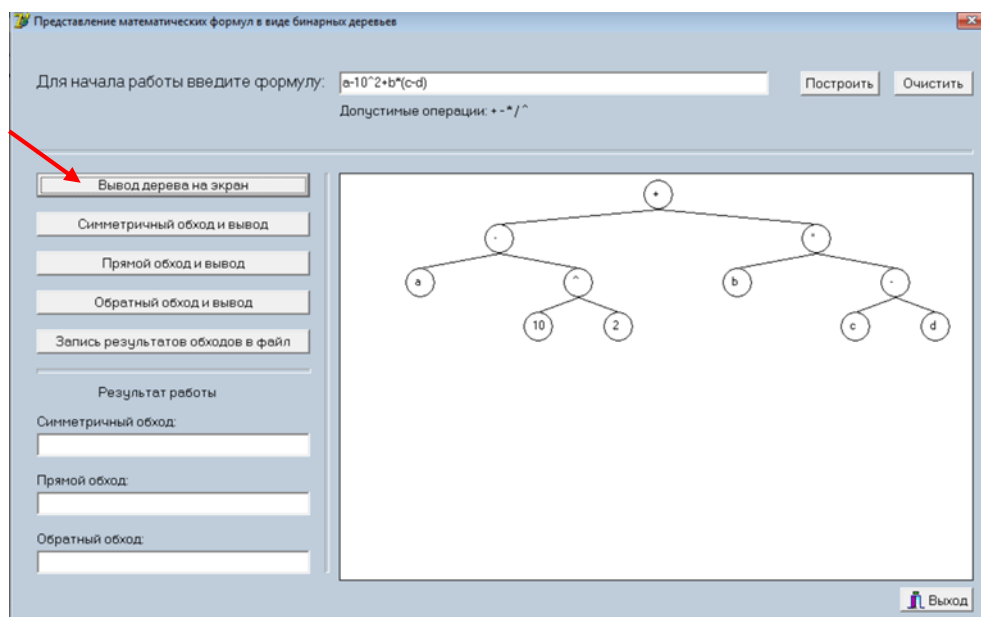 Представление математических формул в виде бинарных деревьев
Для начала работы введите формулу:
a-10^2+b*(c-d)
Построить
Очистить
Допустимые операции: + - * / ^
Вывод дерева на экран
Симметричный обход и вывод
Прямой обход и вывод
Обратный обход и вывод
Запись результатов обходов в файл
Результат работы
Симметричный обход:
Прямой обход:
Обратный обход:
+
- *
a ^ b -
10 2 c d
Выход